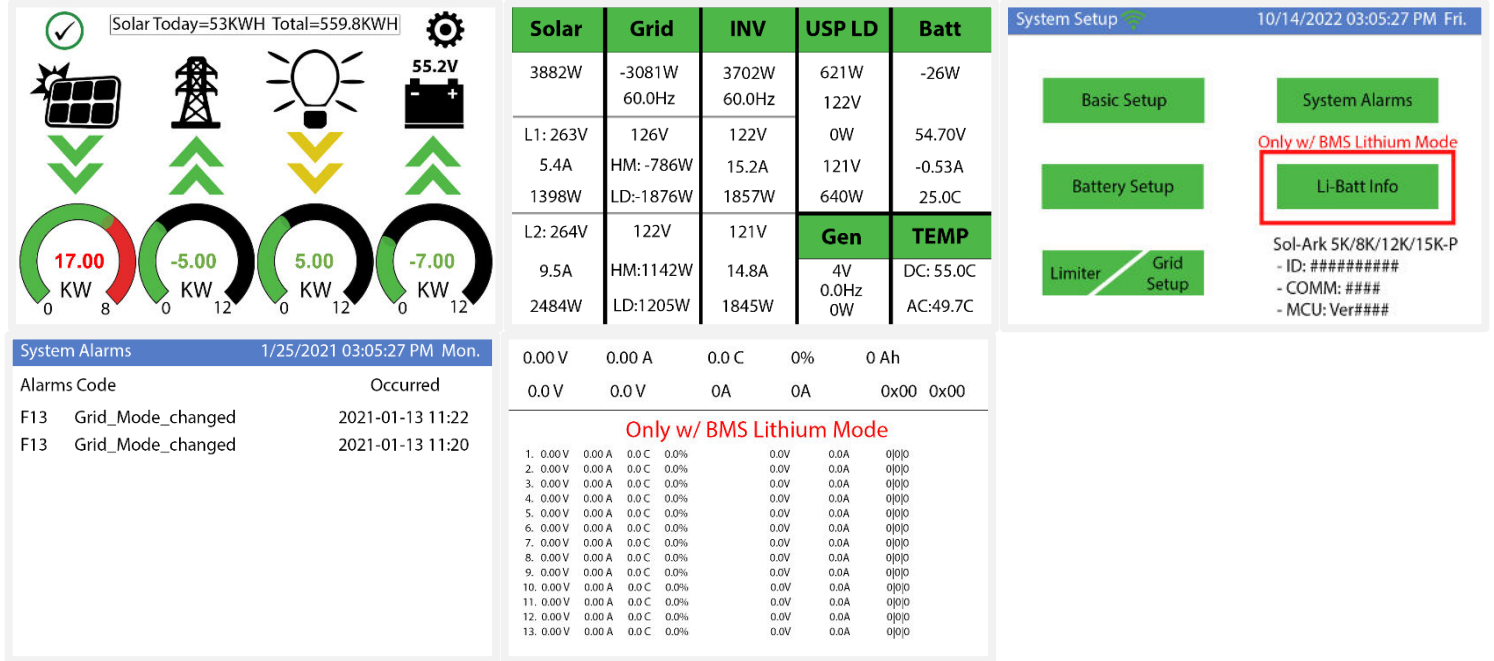 Solar Today=53KWH Total=559.8KWH
55.2V
- +
17.00 -5.00 5.00 -7.00
KW KW KW KW
0 8 0 12 0 12 0 12
Solar Grid INV USP LD Batt
3882W -3081W 3702W 621W -26W
60.0Hz 60.0Hz 122V
L1: 263V 126V 122V 0W 54.70V
5.4A HM: -786W 15.2A 121V -0.53A
1398W LD:-1876W 1857W 640W 25.0C
L2: 264V 122V 121V Gen TEMP
9.5A HM:1142W 14.8A 4V DC: 55.0C
0.0Hz
2484W LD:1205W 1845W 0W AC:49.7C
System Setup 10/14/2022 03:05:27 PM Fri.
Basic Setup System Alarms
Only w/ BMS Lithium Mode
Battery Setup Li-Batt Info
Limiter Grid Setup
Sol-Ark 5K/8K/12K/15K-P
- ID: ##########
- COMM: ####
- MCU: Ver####
System Alarms 1/25/2021 03:05:27 PM Mon.
Alarms Code Occurred
F13 Grid_Mode_changed 2021-01-13 11:22
F13 Grid_Mode_changed 2021-01-13 11:20
0.00 V 0.00 A 0.0 C 0% 0 Ah
0.0 V 0.0 V 0A 0A 0x00 0x00
Only w/ BMS Lithium Mode
1. 0.00 V 0.00 A 0.0 C 0.0% 0.0V 0.0A 0|0|0
2. 0.00 V 0.00 A 0.0 C 0.0% 0.0V 0.0A 0|0|0
3. 0.00 V 0.00 A 0.0 C 0.0% 0.0V 0.0A 0|0|0
4. 0.00 V 0.00 A 0.0 C 0.0% 0.0V 0.0A 0|0|0
5. 0.00 V 0.00 A 0.0 C 0.0% 0.0V 0.0A 0|0|0
6. 0.00 V 0.00 A 0.0 C 0.0% 0.0V 0.0A 0|0|0
7. 0.00 V 0.00 A 0.0 C 0.0% 0.0V 0.0A 0|0|0
8. 0.00 V 0.00 A 0.0 C 0.0% 0.0V 0.0A 0|0|0
9. 0.00 V 0.00 A 0.0 C 0.0% 0.0V 0.0A 0|0|0
10. 0.00 V 0.00 A 0.0 C 0.0% 0.0V 0.0A 0|0|0
11. 0.00 V 0.00 A 0.0 C 0.0% 0.0V 0.0A 0|0|0
12. 0.00 V 0.00 A 0.0 C 0.0% 0.0V 0.0A 0|0|0
13. 0.00 V 0.00 A 0.0 C 0.0% 0.0V 0.0A 0|0|0